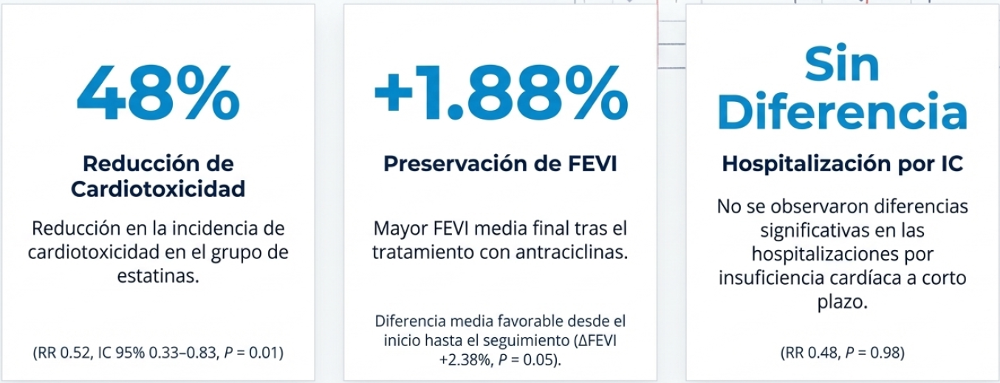 48%
Reducción de
Cardiotoxicidad
Reducción en la incidencia de
cardiotoxicidad en el grupo de
estatinas.
(RR 0.52, IC 95% 0.33–0.83, P = 0.01)
+1.88%
Preservación de FEVI
Mayor FEVI media final tras el
tratamiento con antraciclinas.
Diferencia media favorable desde el
inicio hasta el seguimiento (ΔFEVI
+2.38%, P = 0.05).
Sin
Diferencia
Hospitalización por IC
No se observaron diferencias
significativas en las
hospitalizaciones por
insuficiencia cardíaca a corto
plazo.
(RR 0.48, P = 0.98)